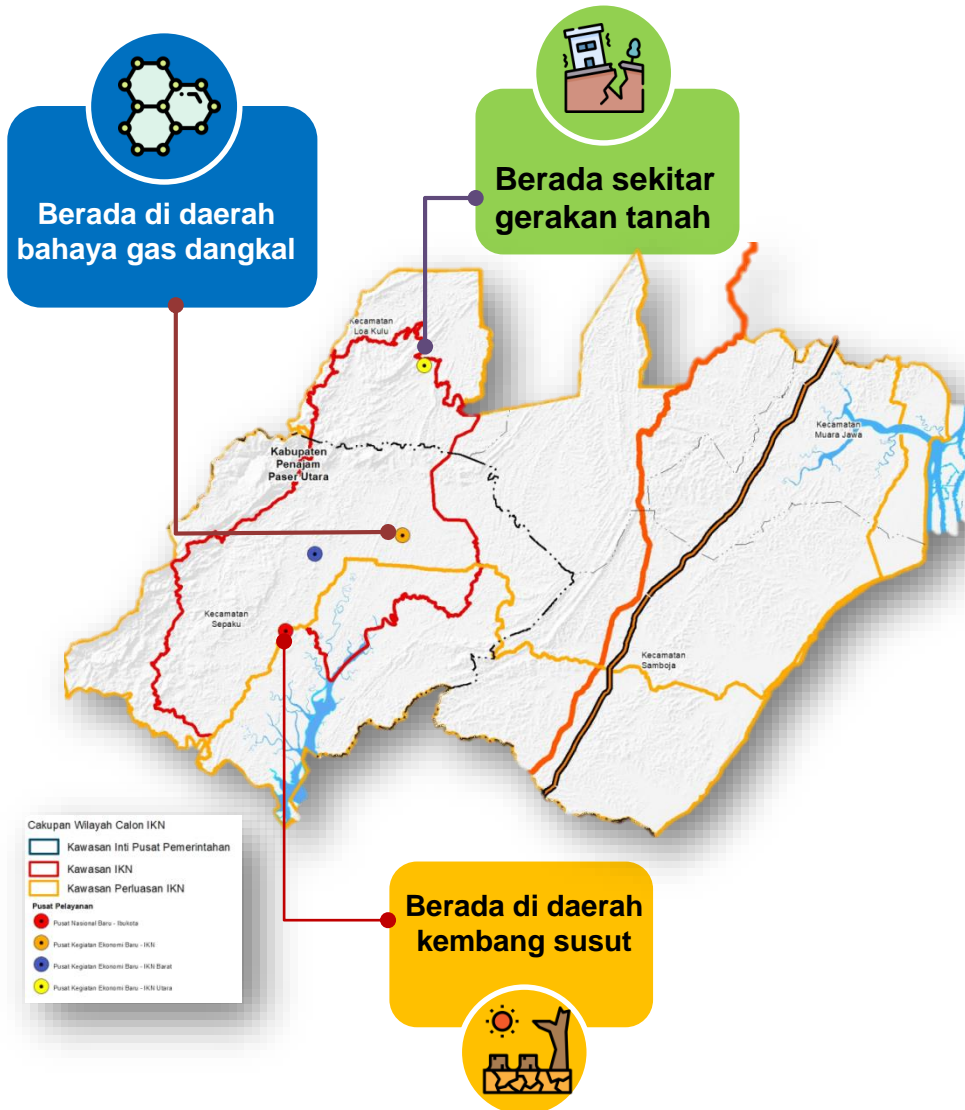 Berada di daerah
bahaya gas dangkal
Berada sekitar
gerakan tanah
Kecamatan
Loa Kulu
Kabupaten
Penajam
Paser Utara
Kecamatan
Muara Jawa
Kecamatan
Sepaku
Kecamatan
Samboja
Cakupan Wilayah Calon IKN
Kawasan Inti Pusat Pemerintahan
Kawasan IKN
Kawasan Perluasan IKN
Pusat Pelayanan
Pusat Nasional Baru - Ibukota
Pusat Kegiatan Ekonomi Baru - IKN
Pusat Kegiatan Ekonomi Baru - IKN Barat
Pusat Kegiatan Ekonomi Baru - IKN Utara
Berada di daerah
kembang susut